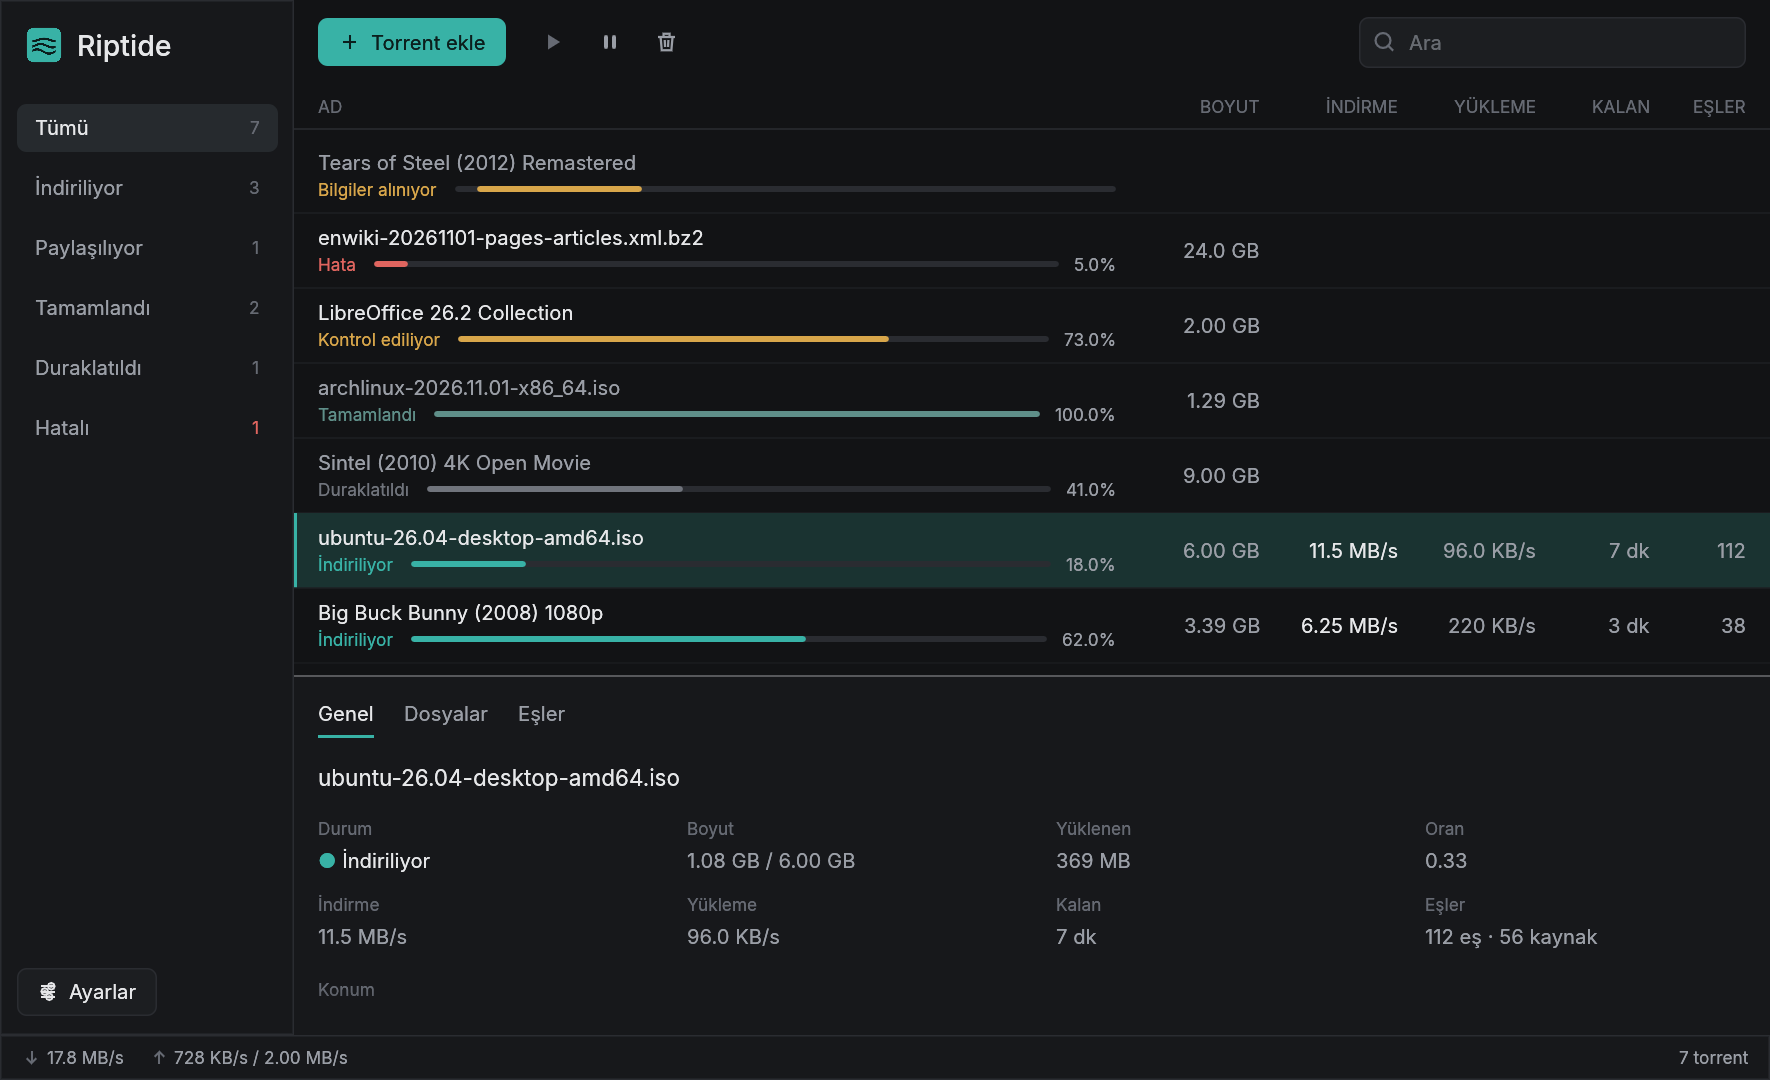 Riptide
Tümü 7
İndiriliyor 3
Paylaşılıyor 1
Tamamlandı 2
Duraklatıldı 1
Hatalı 1
Ayarlar
Torrent ekle
Ara
AD BOYUT İNDİRME YÜKLEME KALAN EŞLER
Tears of Steel (2012) Remastered
Bilgiler alınıyor
enwiki-20261101-pages-articles.xml.bz2
Hata 5.0% 24.0 GB
LibreOffice 26.2 Collection
Kontrol ediliyor 73.0% 2.00 GB
archlinux-2026.11.01-x86_64.iso
Tamamlandı 100.0% 1.29 GB
Sintel (2010) 4K Open Movie
Duraklatıldı 41.0% 9.00 GB
ubuntu-26.04-desktop-amd64.iso
İndiriliyor 18.0% 6.00 GB 11.5 MB/s 96.0 KB/s 7 dk 112
Big Buck Bunny (2008) 1080p
İndiriliyor 62.0% 3.39 GB 6.25 MB/s 220 KB/s 3 dk 38
Genel Dosyalar Eşler
ubuntu-26.04-desktop-amd64.iso
Durum Boyut Yüklenen Oran
İndiriliyor 1.08 GB / 6.00 GB 369 MB 0.33
İndirme Yükleme Kalan Eşler
11.5 MB/s 96.0 KB/s 7 dk 112 eş · 56 kaynak
Konum
↓ 17.8 MB/s ↑ 728 KB/s / 2.00 MB/s 7 torrent